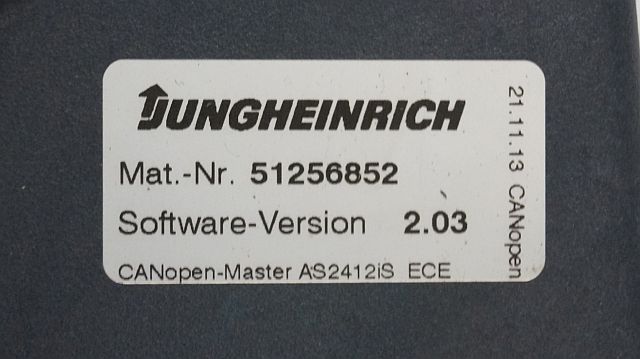 JUNGHEINRICH
Mat.-Nr. 51256852
Software-Version 2.03
CANopen-Master AS2412iS ECE
21.11.13 CANopen